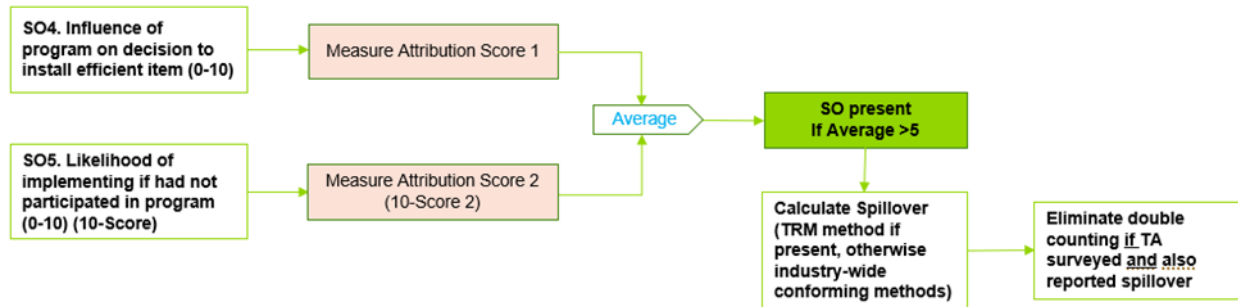 SO4. Influence of
program on decision to
install efficient item (0-10)
Measure Attribution Score 1
SO5. Likelihood of
implementing if had not
participated in program
(0-10) (10-Score)
Measure Attribution Score 2
(10-Score 2)
Average
SO present
If Average >5
Calculate Spillover
(TRM method if
present, otherwise
industry-wide
conforming methods)
Eliminate double
counting if TA
surveyed and also
reported spillover